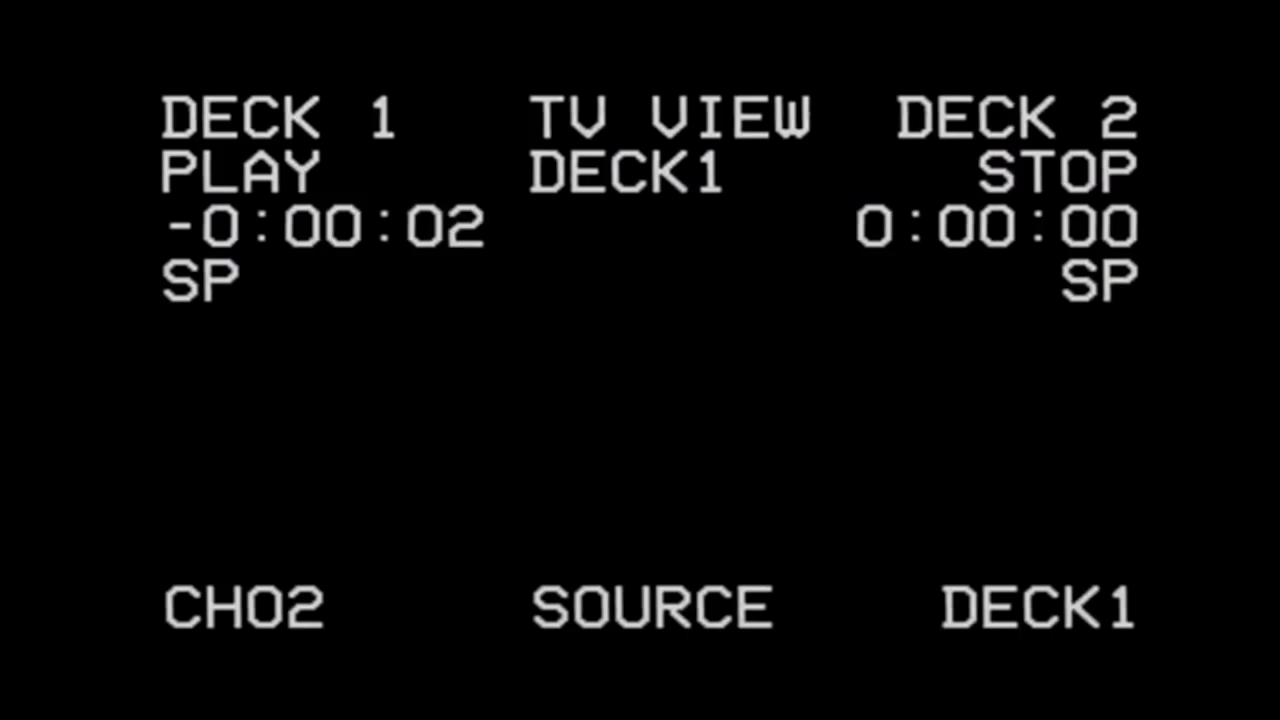 DECK 1 TV VIEW DECK 2
PLAY DECK1 STOP
-0:00:02 0:00:00
SP SP
CH02 SOURCE DECK1